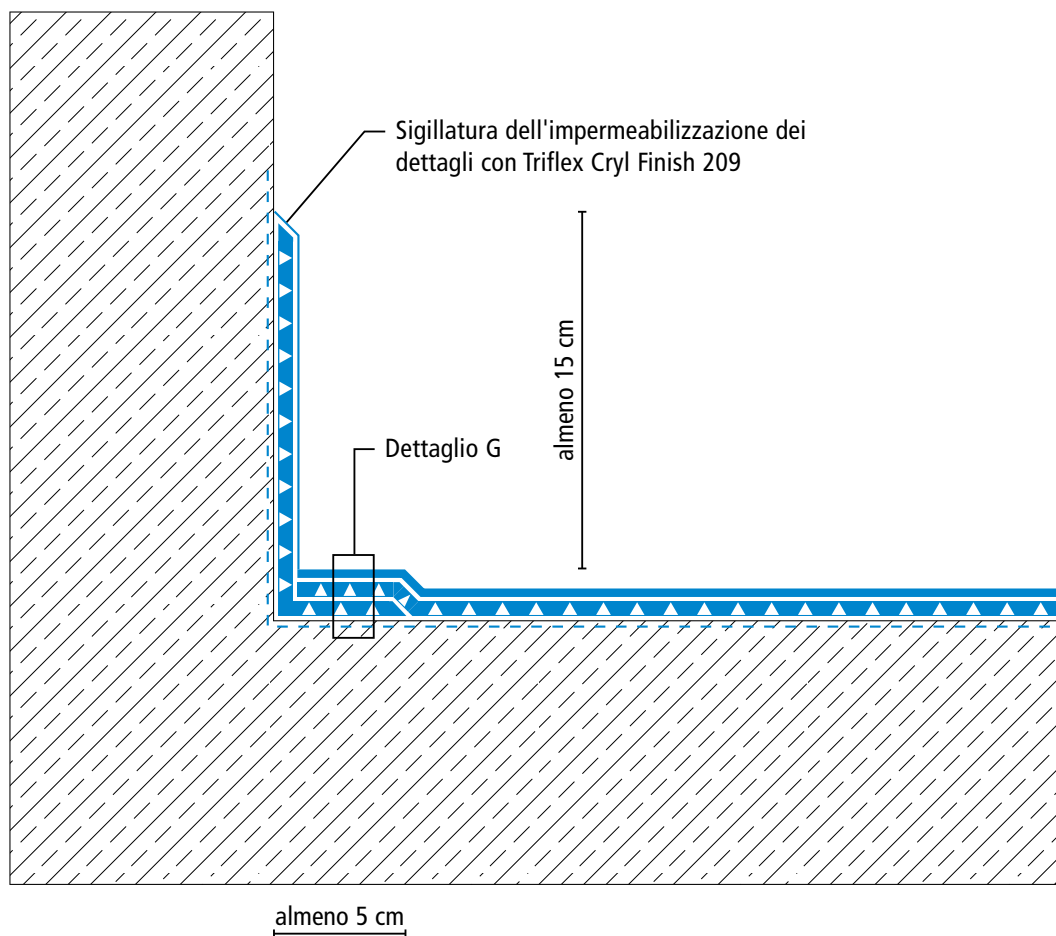 Sigillatura dell'impermeabilizzazione dei
dettagli con Triflex Cryl Finish 209
almeno 15 cm
Dettaglio G
almeno 5 cm